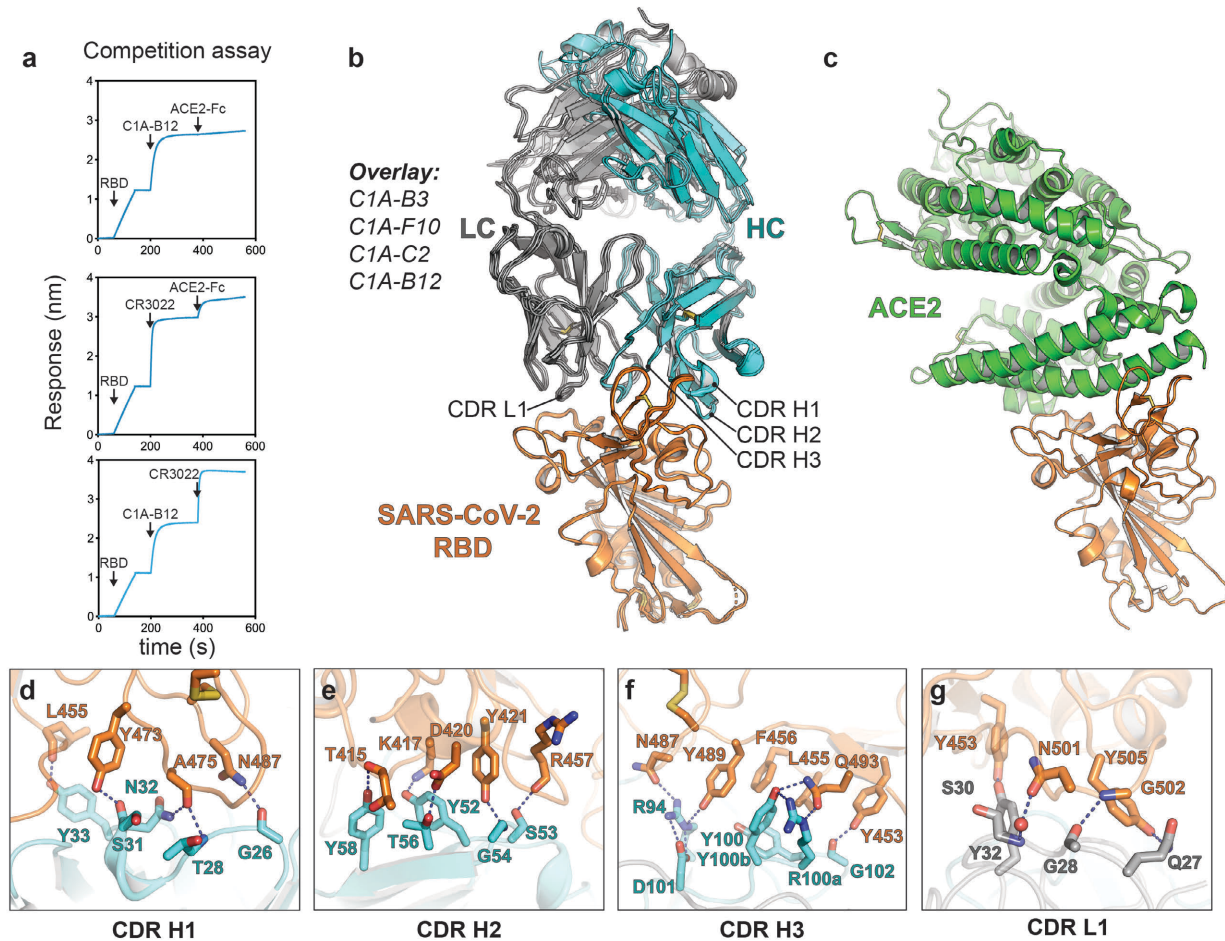 a
Competition assay
4
3
2
1
0
RBD
C1A-B12
ACE2-Fc
0 200 400 600
4
3
2
1
0
RBD
CR3022
ACE2-Fc
0 200 400 600
4
3
2
1
0
RBD
C1A-B12
CR3022
0 200 400 600
Response (nm)
time (s)
b
Overlay:
C1A-B3
C1A-F10
C1A-C2
C1A-B12
LC
HC
CDR L1
CDR H1
CDR H2
CDR H3
SARS-CoV-2
RBD
c
ACE2
d
L455
Y473
A475
N487
N32
Y33
S31
T28
G26
CDR H1
e
T415
K417
D420
Y421
R457
Y52
Y58
T56
G54
S53
CDR H2
f
N487
Y489
F456
L455
Q493
R94
Y453
Y100
Y100b
D101
R100a
G102
CDR H3
g
Y453
N501
Y505
S30
G502
Y32
G28
Q27
CDR L1